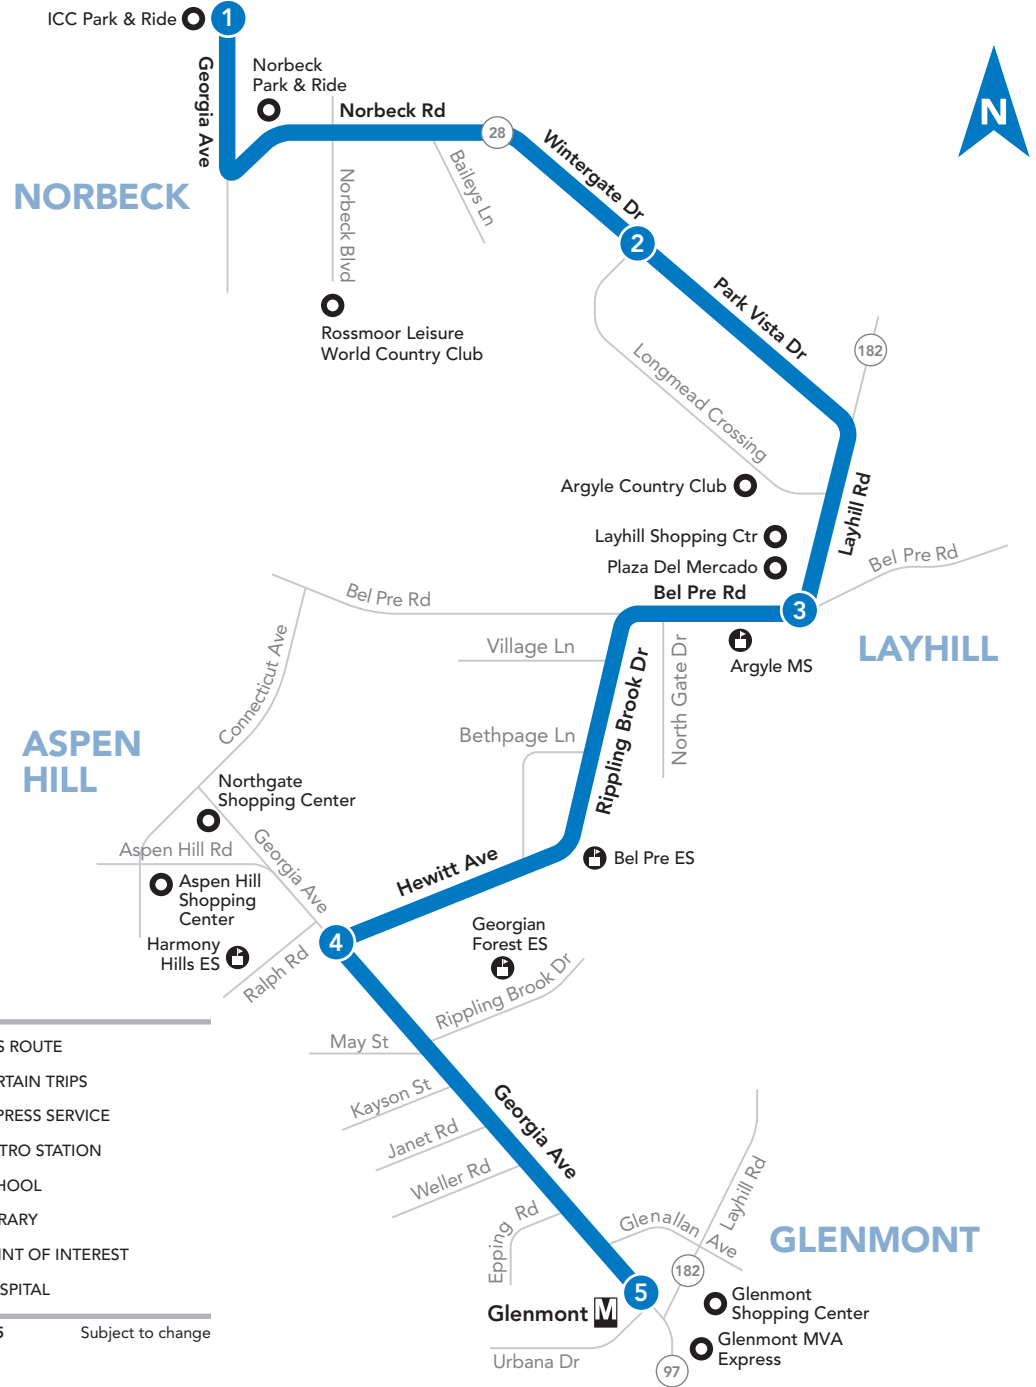 ICC Park & Ride
1
Georgia Ave
Norbeck
Park & Ride
Norbeck Rd
28
Wintergate Dr
N
NORBECK
Norbeck Blvd
Baileys Ln
2
Park Vista Dr
Rossmoor Leisure
World Country Club
182
Longmead Crossing
Argyle Country Club
Layhill Rd
Layhill Shopping Ctr
Plaza Del Mercado
Bel Pre Rd
Bel Pre Rd
Bel Pre Rd
3
LAYHILL
Argyle MS
Village Ln
North Gate Dr
Rippling Brook Dr
Connecticut Ave
Bethpage Ln
ASPEN
HILL
Northgate
Shopping Center
Georgia Ave
Aspen Hill Rd
Hewitt Ave
Bel Pre ES
Aspen Hill
Shopping
Center
Harmony
Hills ES
4
Georgian
Forest ES
Ralph Rd
Rippling Brook Dr
May St
Kayson St
Georgia Ave
Janet Rd
Weller Rd
Epping Rd
Glenallan Ave
Layhill Rd
GLENMONT
182
5
Glenmont M
Glenmont
Shopping Center
Glenmont MVA
Express
Urbana Dr
97
S ROUTE
RTAIN TRIPS
PRESS SERVICE
TRO STATION
HOOL
RARY
INT OF INTEREST
SPITAL
5 Subject to change